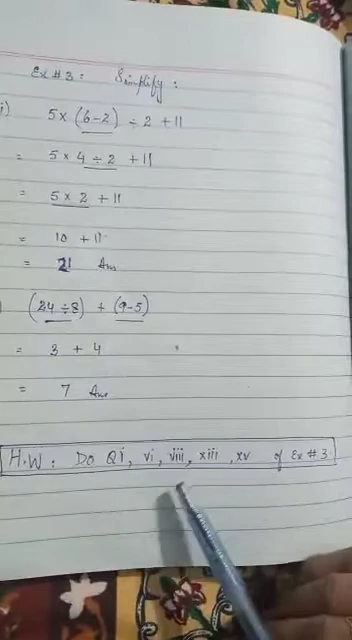 Ex # 3 : Simplify :
i) 5 × (6-2) ÷ 2 + 11
= 5 × 4 ÷ 2 + 11
= 5 × 2 + 11
= 10 + 11
= 21 Ans
(24 ÷ 8) + (9-5)
= 3 + 4
= 7 Ans
H.W : Do Q i, vi, viii, xiii, xv of Ex # 3